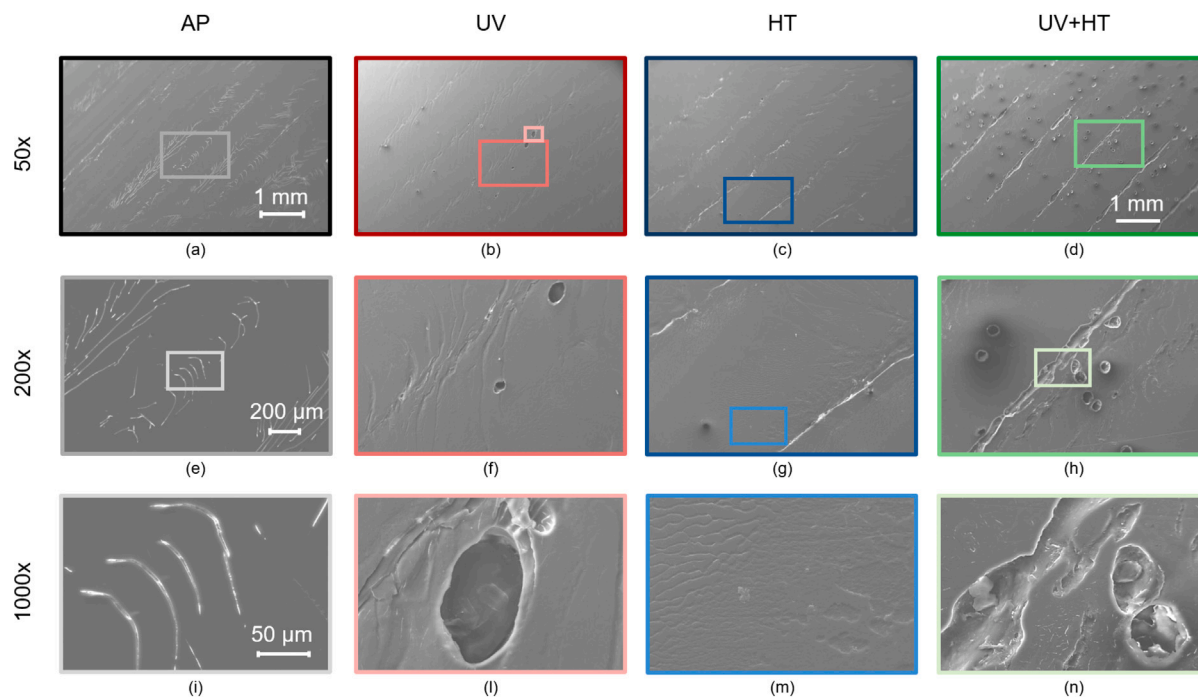 AP UV HT UV+HT
50x
1 mm 1 mm
(a) (b) (c) (d)
200x
200 µm
(e) (f) (g) (h)
1000x
50 µm
(i) (l) (m) (n)